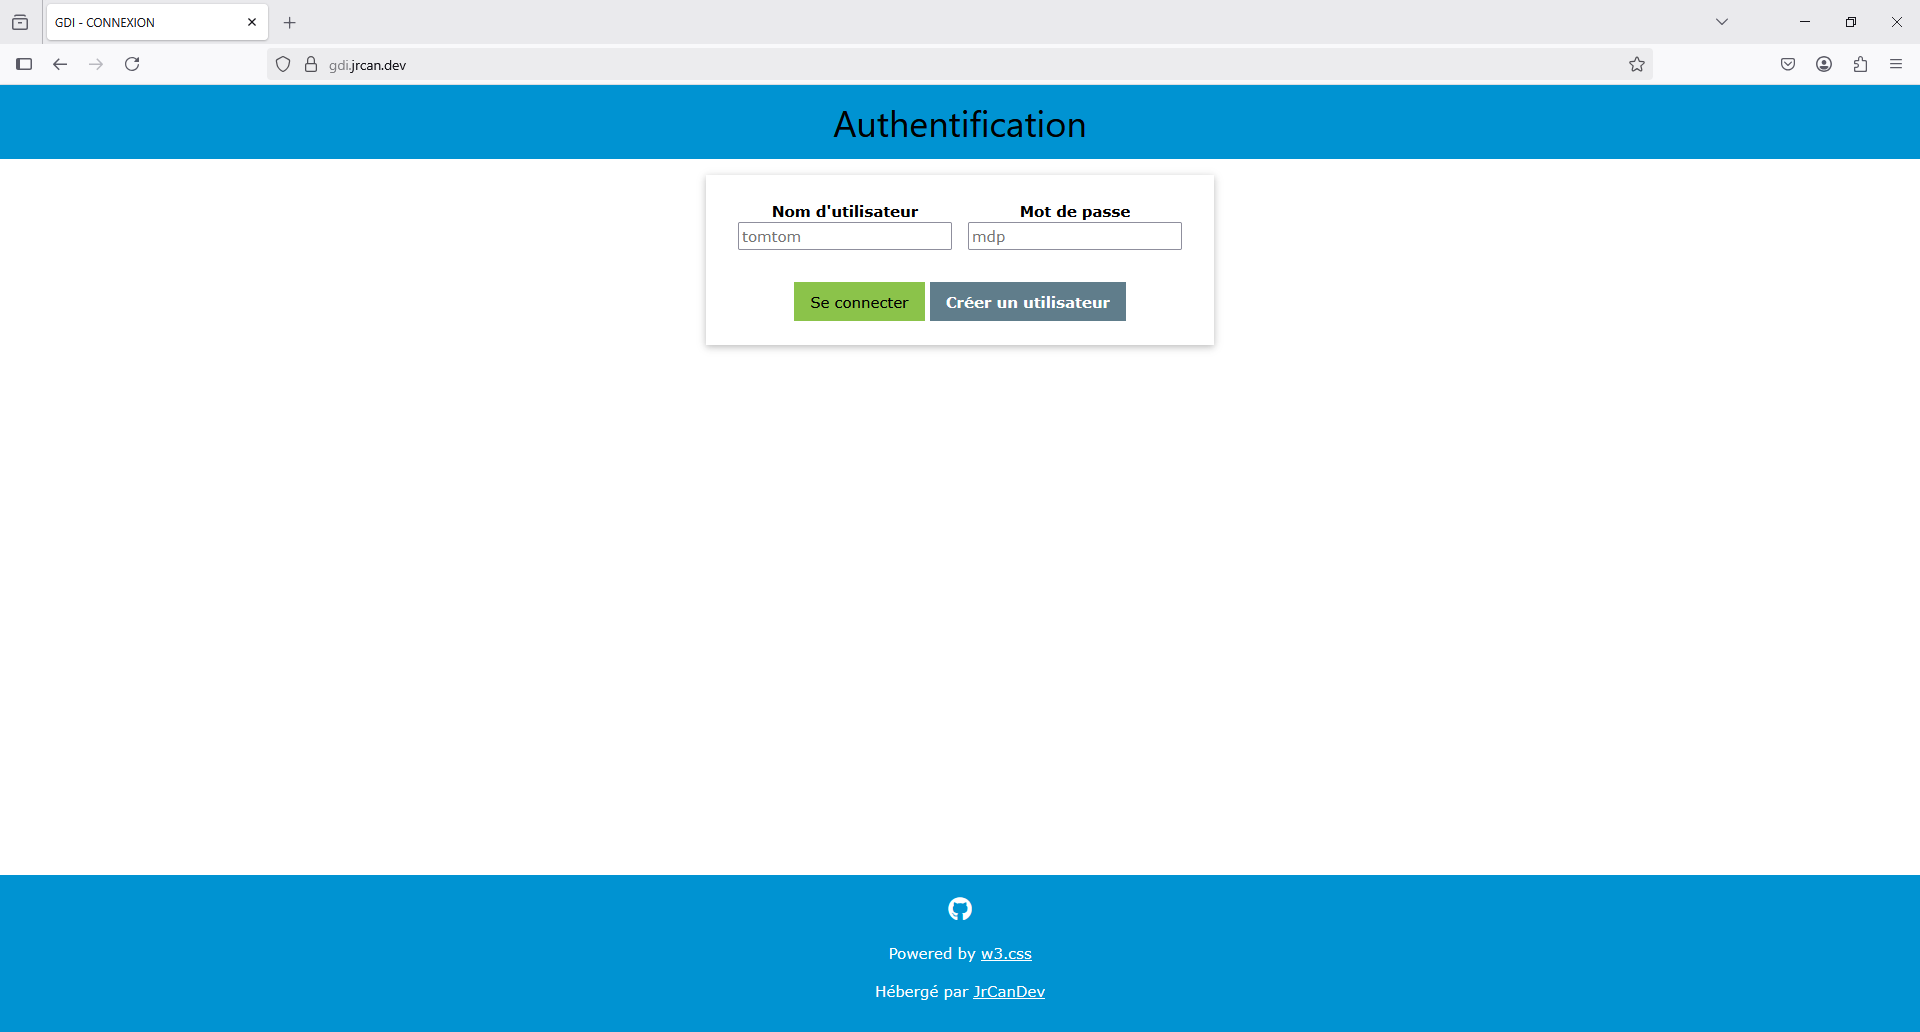 GDI - CONNEXION
gdi.jrcan.dev
Authentification
Nom d'utilisateur Mot de passe
tomtom mdp
Se connecter Créer un utilisateur
Powered by w3.css
Hébergé par JrCanDev